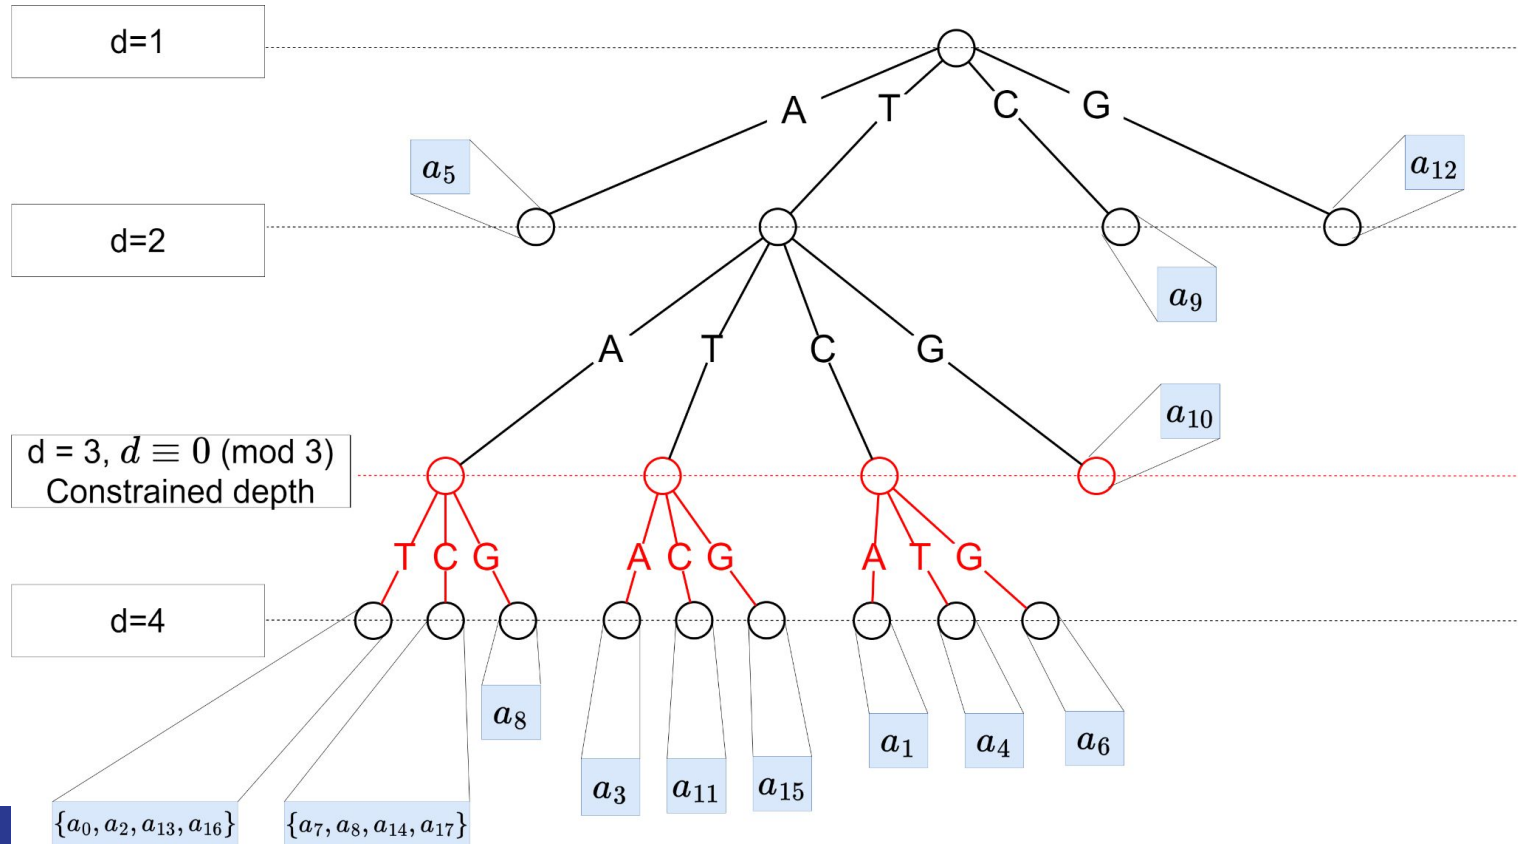 d=1
A T C G
a₅
a₁₂
d=2
a₉
A T C G
a₁₀
d = 3, d ≡ 0 (mod 3)
Constrained depth
T C G A C G A T G
d=4
a₈
a₁ a₄ a₆
a₃ a₁₁ a₁₅
{a₀, a₂, a₁₃, a₁₆} {a₇, a₈, a₁₄, a₁₇}